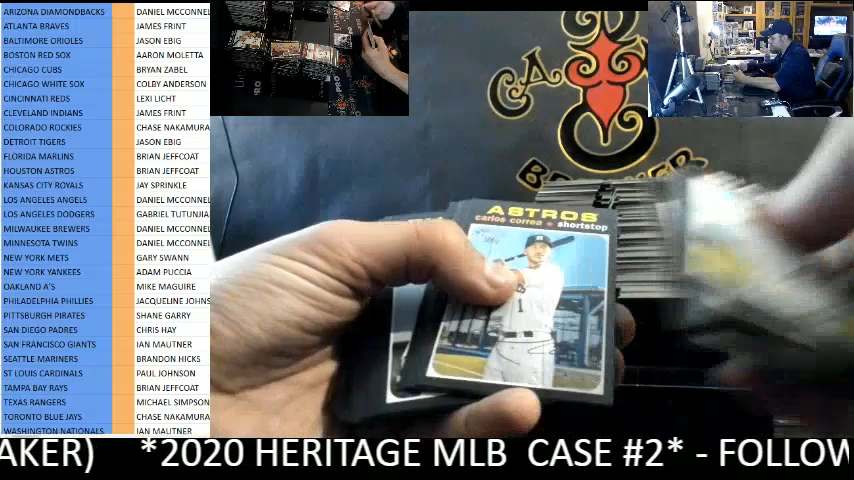 ARIZONA DIAMONDBACKS DANIEL MCCONNEL
ATLANTA BRAVES JAMES FRINT
BALTIMORE ORIOLES JASON EBIG
BOSTON RED SOX AARON MOLETTA
CHICAGO CUBS BRYAN ZABEL
CHICAGO WHITE SOX COLBY ANDERSON
CINCINNATI REDS LEXI LICHT
CLEVELAND INDIANS JAMES FRINT
COLORADO ROCKIES CHASE NAKAMURA
DETROIT TIGERS JASON EBIG
FLORIDA MARLINS BRIAN JEFFCOAT
HOUSTON ASTROS BRIAN JEFFCOAT
KANSAS CITY ROYALS JAY SPRINKLE
LOS ANGELES ANGELS DANIEL MCCONNEL
LOS ANGELES DODGERS GABRIEL TUTUNJIA
MILWAUKEE BREWERS DANIEL MCCONNEL
MINNESOTA TWINS DANIEL MCCONNEL
NEW YORK METS GARY SWANN
NEW YORK YANKEES ADAM PUCCIA
OAKLAND A'S MIKE MAGUIRE
PHILADELPHIA PHILLIES JACQUELINE JOHNS
PITTSBURGH PIRATES SHANE GARRY
SAN DIEGO PADRES CHRIS HAY
SAN FRANCISCO GIANTS IAN MAUTNER
SEATTLE MARINERS BRANDON HICKS
ST LOUIS CARDINALS PAUL JOHNSON
TAMPA BAY RAYS BRIAN JEFFCOAT
TEXAS RANGERS MICHAEL SIMPSON
TORONTO BLUE JAYS CHASE NAKAMURA
WASHINGTON NATIONALS IAN MAUTNER
ASTROS
carlos correa • shortstop
1
AKER) *2020 HERITAGE MLB CASE #2* - FOLLOW